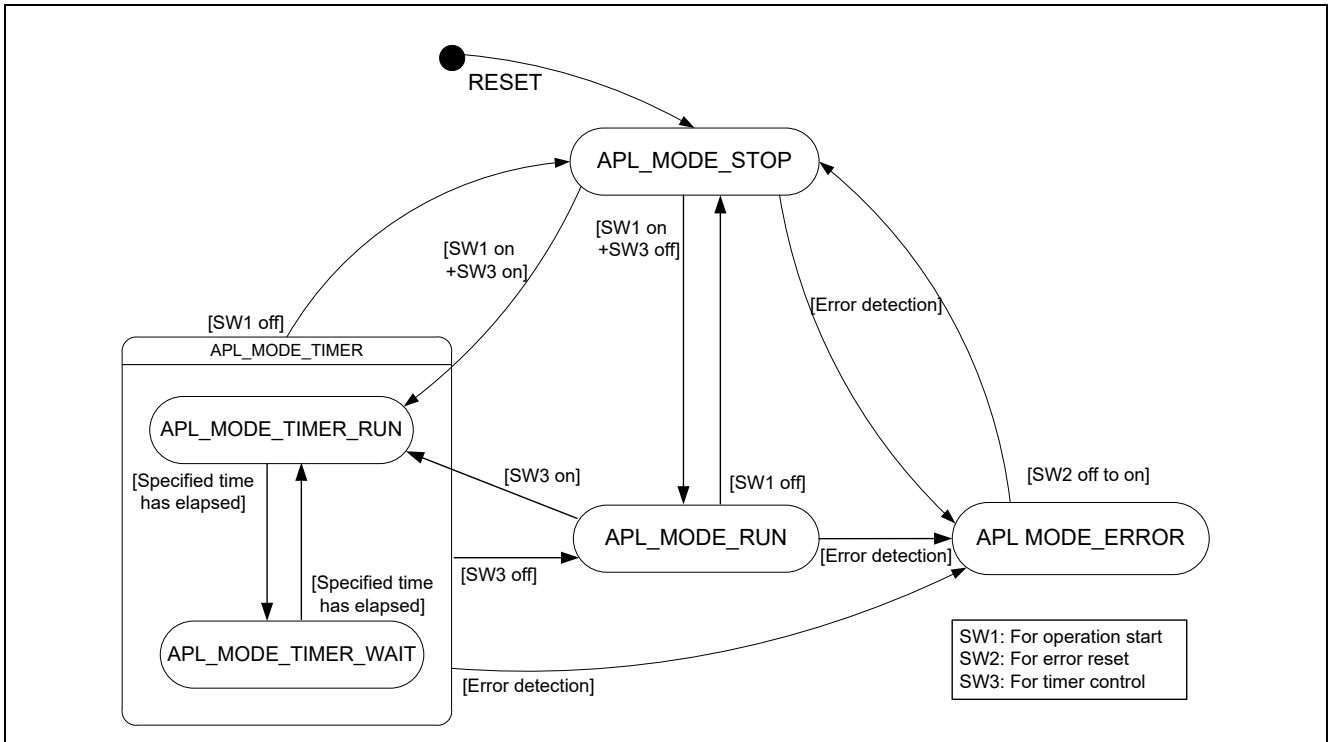 RESET
APL_MODE_STOP
[SW1 on
+SW3 on]
[SW1 on
+SW3 off]
[Error detection]
[SW1 off]
APL_MODE_TIMER
APL_MODE_TIMER_RUN
[Specified time
has elapsed]
[SW3 on]
[SW1 off]
[SW2 off to on]
APL_MODE_RUN
APL MODE_ERROR
[Error detection]
[SW3 off]
[Specified time
has elapsed]
APL_MODE_TIMER_WAIT
[Error detection]
SW1: For operation start
SW2: For error reset
SW3: For timer control